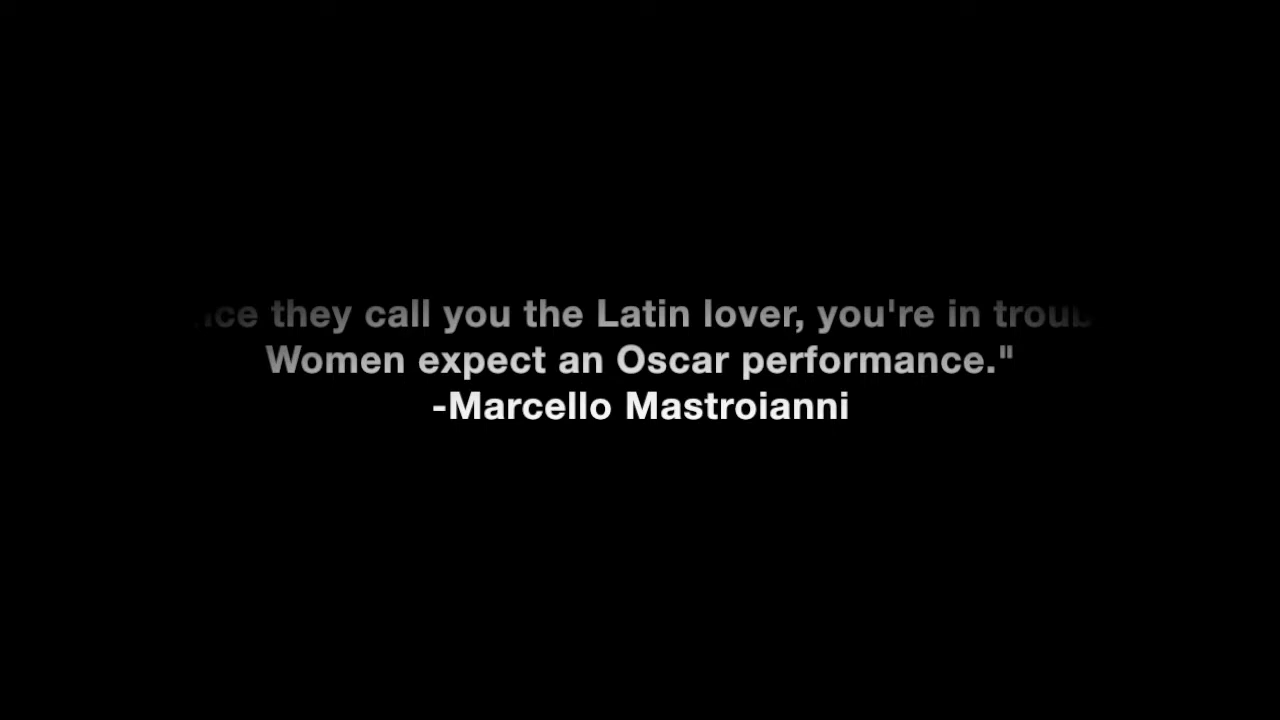 they call you the Latin lover, you're in
Women expect an Oscar performance."
-Marcello Mastroianni